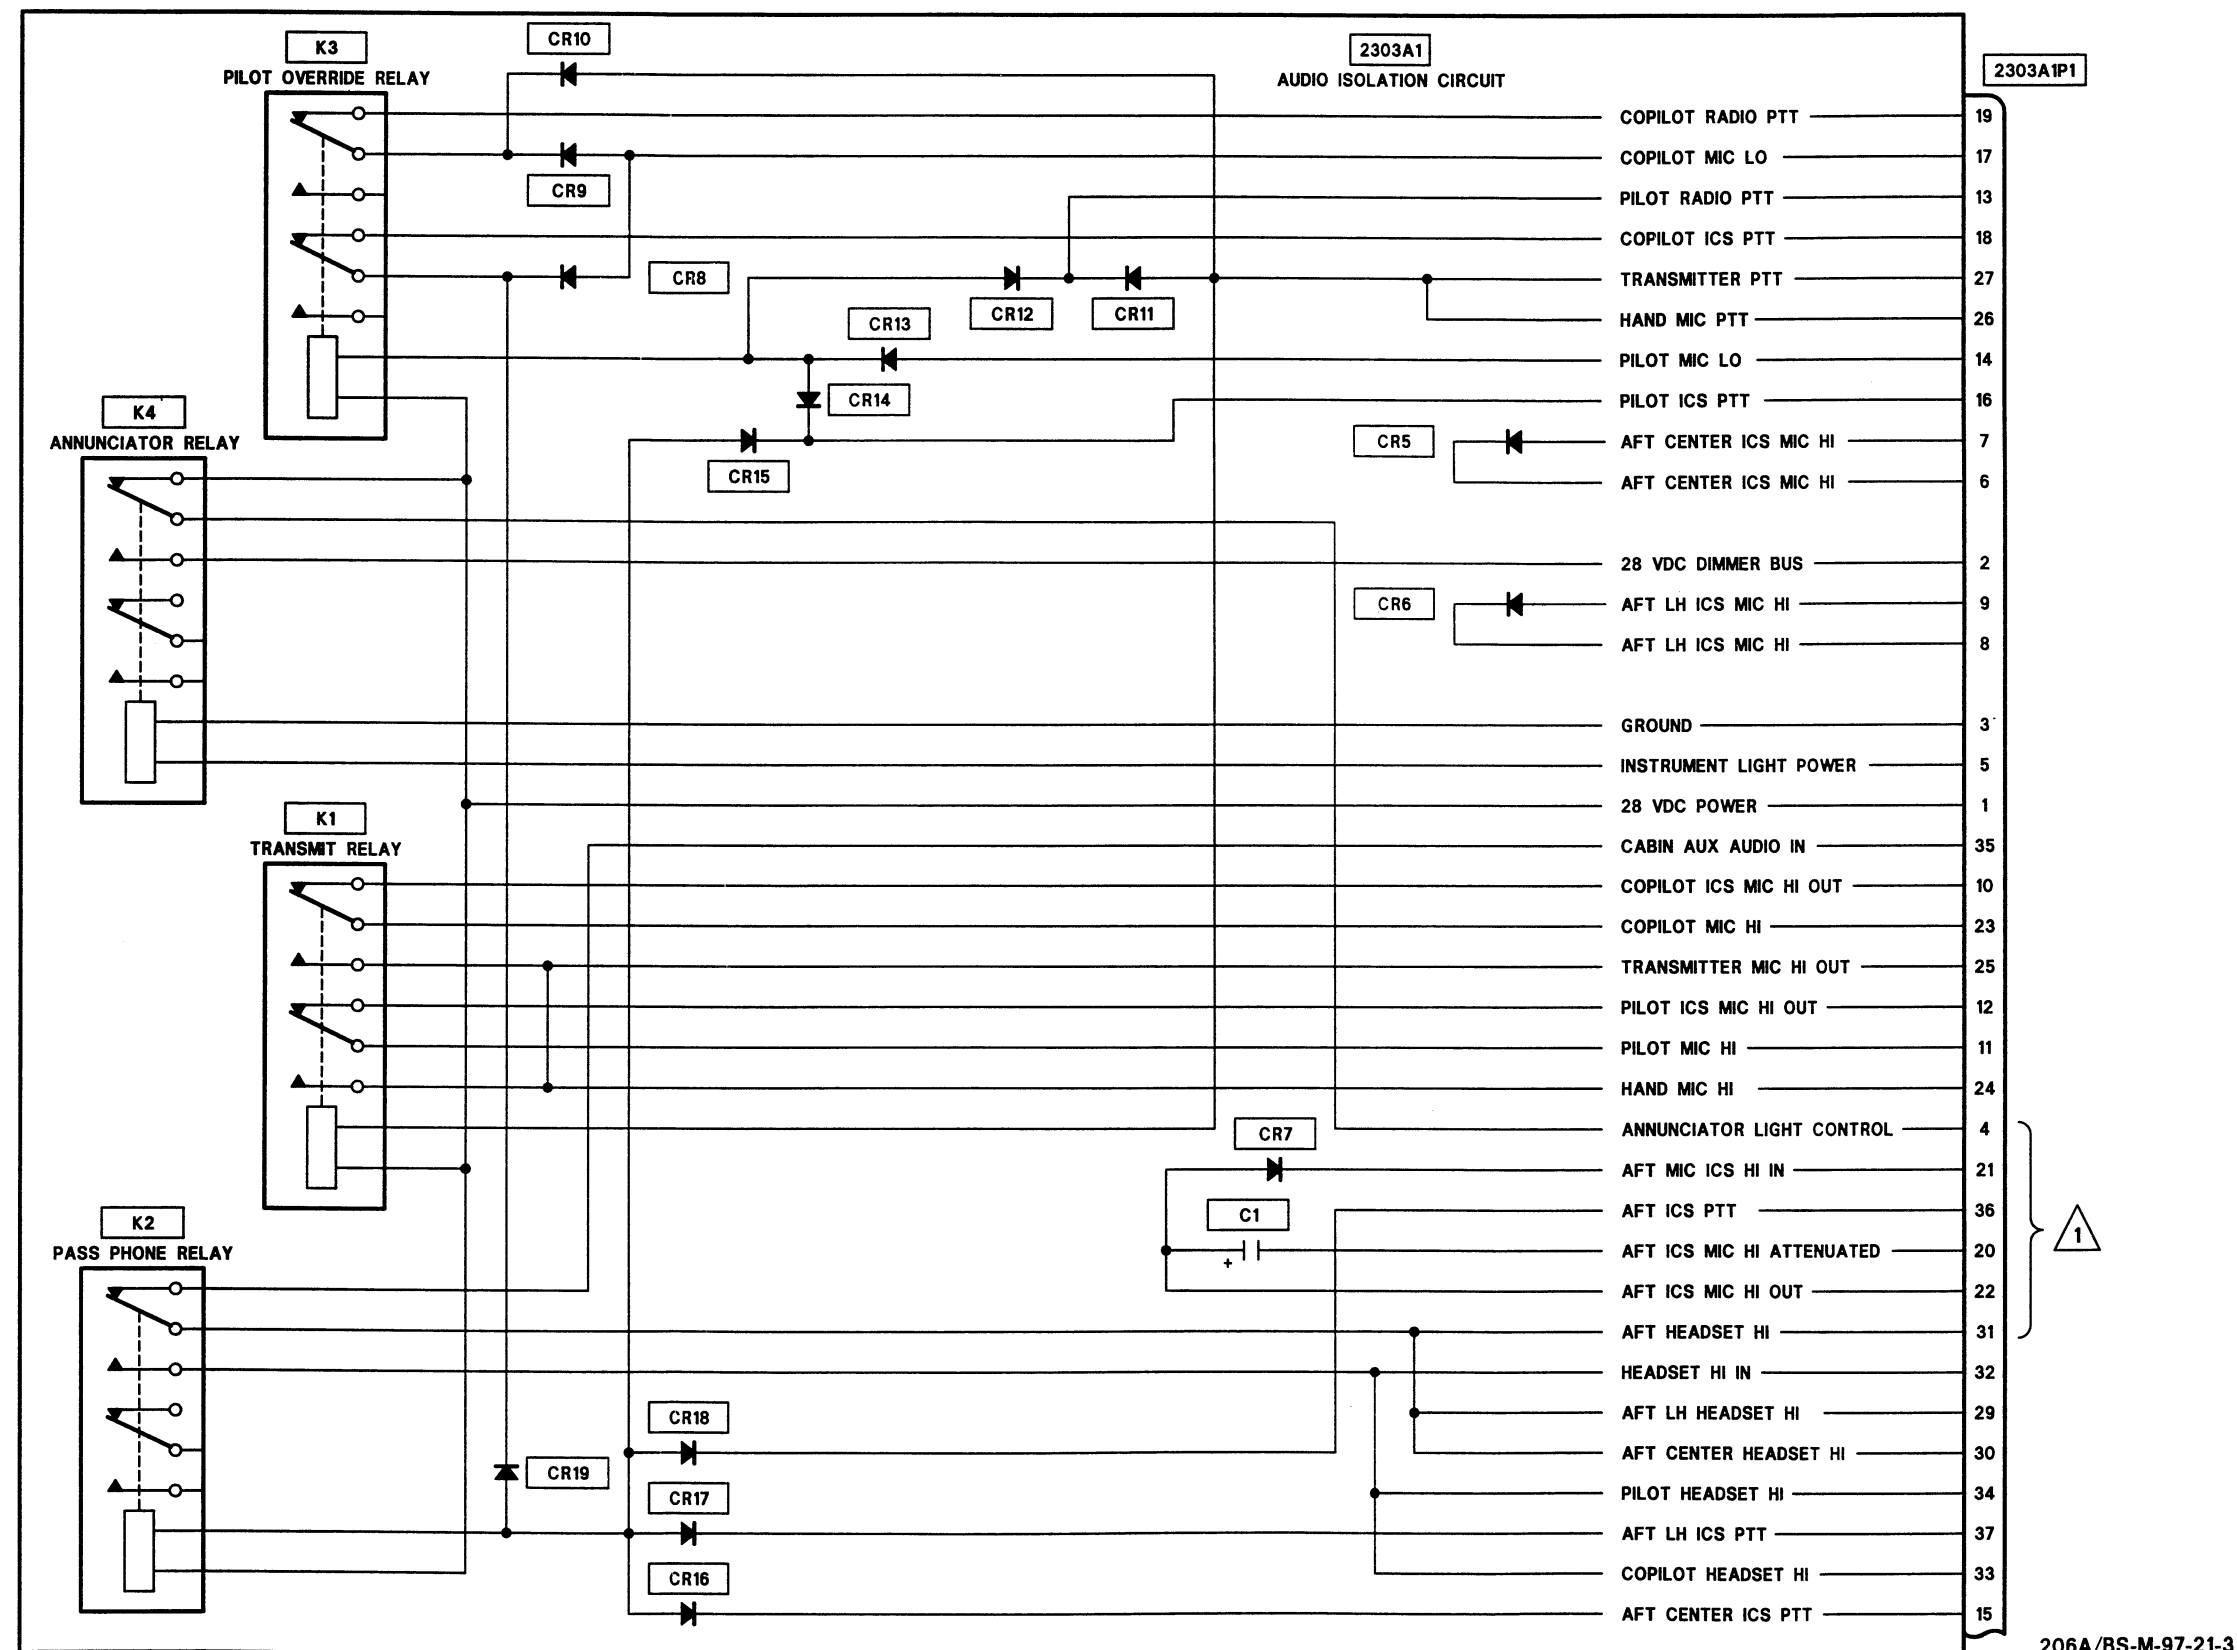 K3
PILOT OVERRIDE RELAY
CR10
2303A1
AUDIO ISOLATION CIRCUIT
2303A1P1
COPILOT RADIO PTT 19
COPILOT MIC LO 17
CR9
PILOT RADIO PTT 13
COPILOT ICS PTT 18
CR8
TRANSMITTER PTT 27
CR12
CR11
HAND MIC PTT 26
CR13
PILOT MIC LO 14
K4
ANNUNCIATOR RELAY
CR14
PILOT ICS PTT 16
CR5
AFT CENTER ICS MIC HI 7
CR15
AFT CENTER ICS MIC HI 6
28 VDC DIMMER BUS 2
CR6
AFT LH ICS MIC HI 9
AFT LH ICS MIC HI 8
GROUND 3
INSTRUMENT LIGHT POWER 5
28 VDC POWER 1
K1
TRANSMIT RELAY
CABIN AUX AUDIO IN 35
COPILOT ICS MIC HI OUT 10
COPILOT MIC HI 23
TRANSMITTER MIC HI OUT 25
PILOT ICS MIC HI OUT 12
PILOT MIC HI 11
HAND MIC HI 24
ANNUNCIATOR LIGHT CONTROL 4
CR7
AFT MIC ICS HI IN 21
AFT ICS PTT 36
C1
1
K2
PASS PHONE RELAY
+
AFT ICS MIC HI ATTENUATED 20
AFT ICS MIC HI OUT 22
AFT HEADSET HI 31
HEADSET HI IN 32
CR18
AFT LH HEADSET HI 29
AFT CENTER HEADSET HI 30
CR19
CR17
PILOT HEADSET HI 34
AFT LH ICS PTT 37
CR16
COPILOT HEADSET HI 33
AFT CENTER ICS PTT 15
206A/BS-M-97-21-3